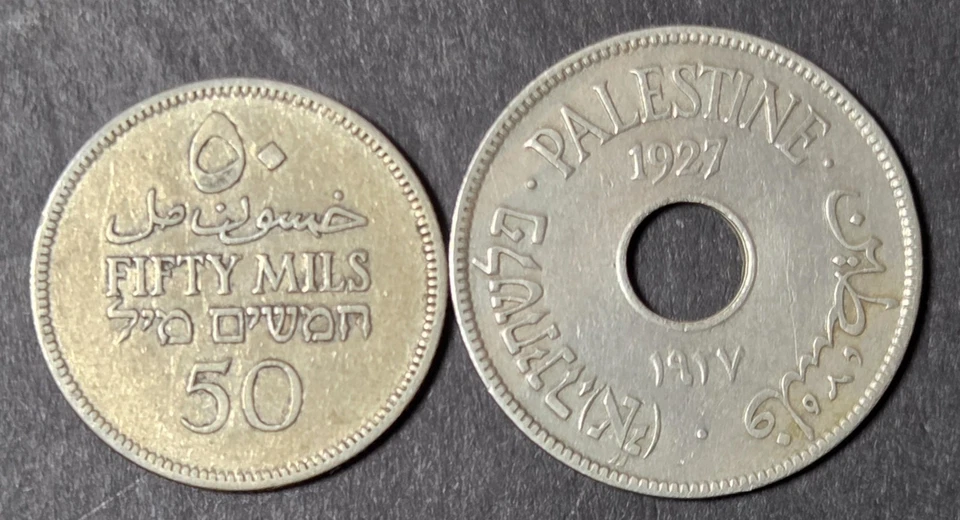 ٥٠
خمسون مل
FIFTY MILS
חמשים מיל
50
· PALESTINE ·
1927
פלשתינה (א״י)
١٩٢٧
فلسطين